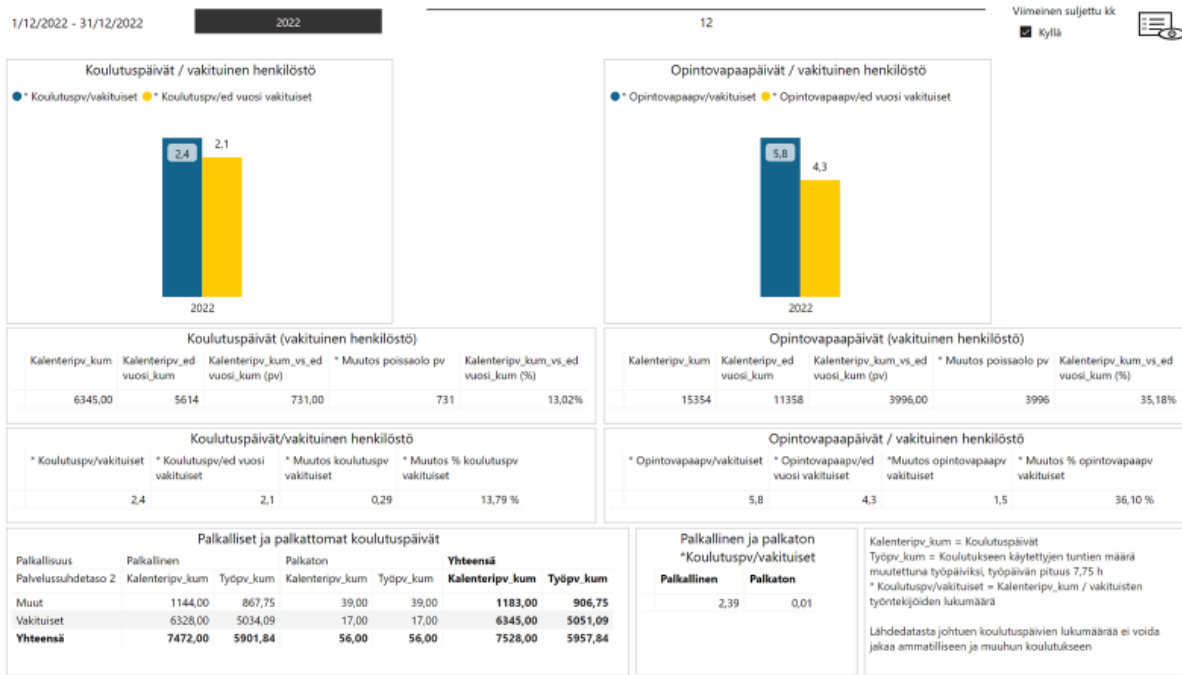 1/12/2022 - 31/12/2022
2022
12
Viimeinen suljettu kk
Kyllä
Koulutuspäivät / vakituinen henkilöstö
* Koulutuspv/vakituiset * Koulutuspv/ed vuosi vakituiset
2,4
2,1
2022
Opintovapaapäivät / vakituinen henkilöstö
* Opintovapaapv/vakituiset * Opintovapaapv/ed vuosi vakituiset
5,8
4,3
2022
Koulutuspäivät (vakituinen henkilöstö)
Kalenteripv_kum Kalenteripv_ed Kalenteripv_kum_vs_ed * Muutos poissaolo pv Kalenteripv_kum_vs_ed
vuosi_kum vuosi_kum (pv) vuosi_kum (%)
6345,00 5614 731,00 731 13,02%
Opintovapaapäivät (vakituinen henkilöstö)
Kalenteripv_kum Kalenteripv_ed Kalenteripv_kum_vs_ed * Muutos poissaolo pv Kalenteripv_kum_vs_ed
vuosi_kum vuosi_kum (pv) vuosi_kum (%)
15354 11358 3996,00 3996 35,18%
Koulutuspäivät/vakituinen henkilöstö
* Koulutuspv/vakituiset * Koulutuspv/ed vuosi * Muutos koulutuspv * Muutos % koulutuspv
vakituiset vakituiset vakituiset
2,4 2,1 0,29 13,79 %
Opintovapaapäivät / vakituinen henkilöstö
* Opintovapaapv/vakituiset * Opintovapaapv/ed *Muutos opintovapaapv * Muutos % opintovapaapv
vuosi vakituiset vakituiset vakituiset
5,8 4,3 1,5 36,10 %
Palkalliset ja palkattomat koulutuspäivät
Palkallisuus Palkallinen Palkaton Yhteensä
Palvelussuhdetaso 2 Kalenteripv_kum Työpv_kum Kalenteripv_kum Työpv_kum Kalenteripv_kum Työpv_kum
Muut 1144,00 867,75 39,00 39,00 1183,00 906,75
Vakituiset 6328,00 5034,09 17,00 17,00 6345,00 5051,09
Yhteensä 7472,00 5901,84 56,00 56,00 7528,00 5957,84
Palkallinen ja palkaton
*Koulutuspv/vakituiset
Palkallinen Palkaton
2,39 0,01
Kalenteripv_kum = Koulutuspäivät
Työpv_kum = Koulutukseen käytettyjen tuntien määrä
muutettuna työpäiviksi, työpäivän pituus 7,75 h
* Koulutuspv/vakituiset = Kalenteripv_kum / vakituisten
työntekijöiden lukumäärä
Lähdedatasta johtuen koulutuspäivien lukumäärää ei voida
jakaa ammatilliseen ja muuhun koulutukseen